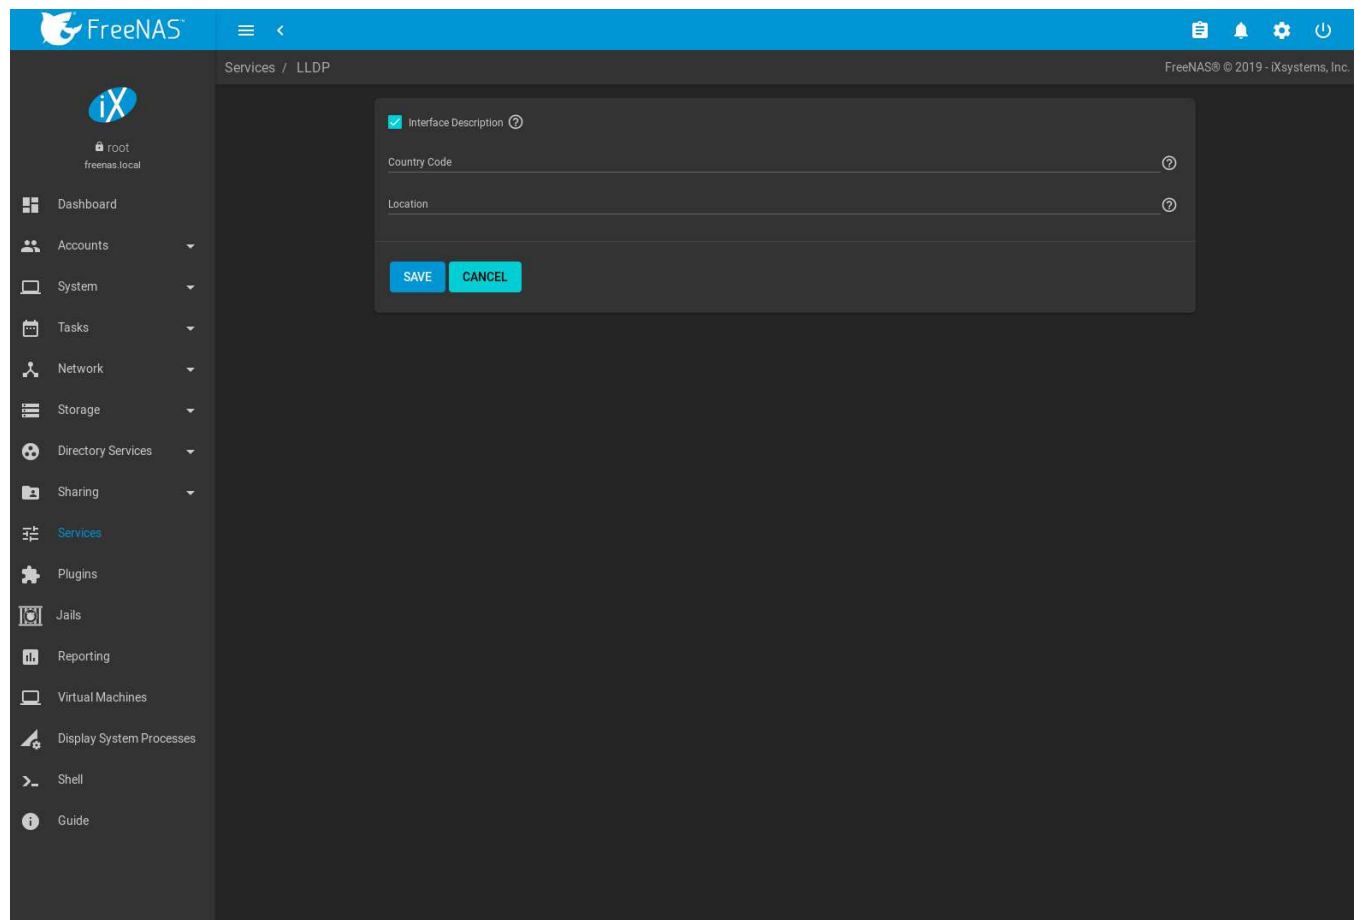 FreeNAS™
Services / LLDP
FreeNAS® © 2019 - iXsystems, Inc.
iX
root
freenas.local
Dashboard
Accounts
System
Tasks
Network
Storage
Directory Services
Sharing
Services
Plugins
Jails
Reporting
Virtual Machines
Display System Processes
Shell
Guide
Interface Description
Country Code
Location
SAVE CANCEL